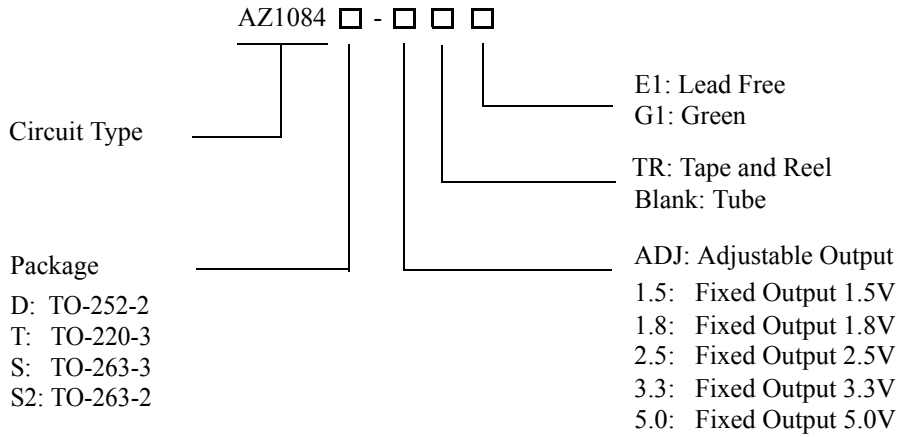 AZ1084 □ - □ □ □
E1: Lead Free
G1: Green
Circuit Type
TR: Tape and Reel
Blank: Tube
Package
D: TO-252-2
T: TO-220-3
S: TO-263-3
S2: TO-263-2
ADJ: Adjustable Output
1.5: Fixed Output 1.5V
1.8: Fixed Output 1.8V
2.5: Fixed Output 2.5V
3.3: Fixed Output 3.3V
5.0: Fixed Output 5.0V